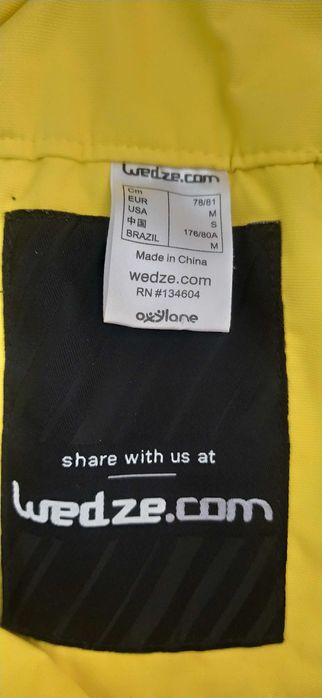 wedze.com
Cm 78/81
EUR M
USA S
中国 176/80A
BRAZIL M
Made in China
wedze.com
RN #134604
oxylane
share with us at
wedze.com